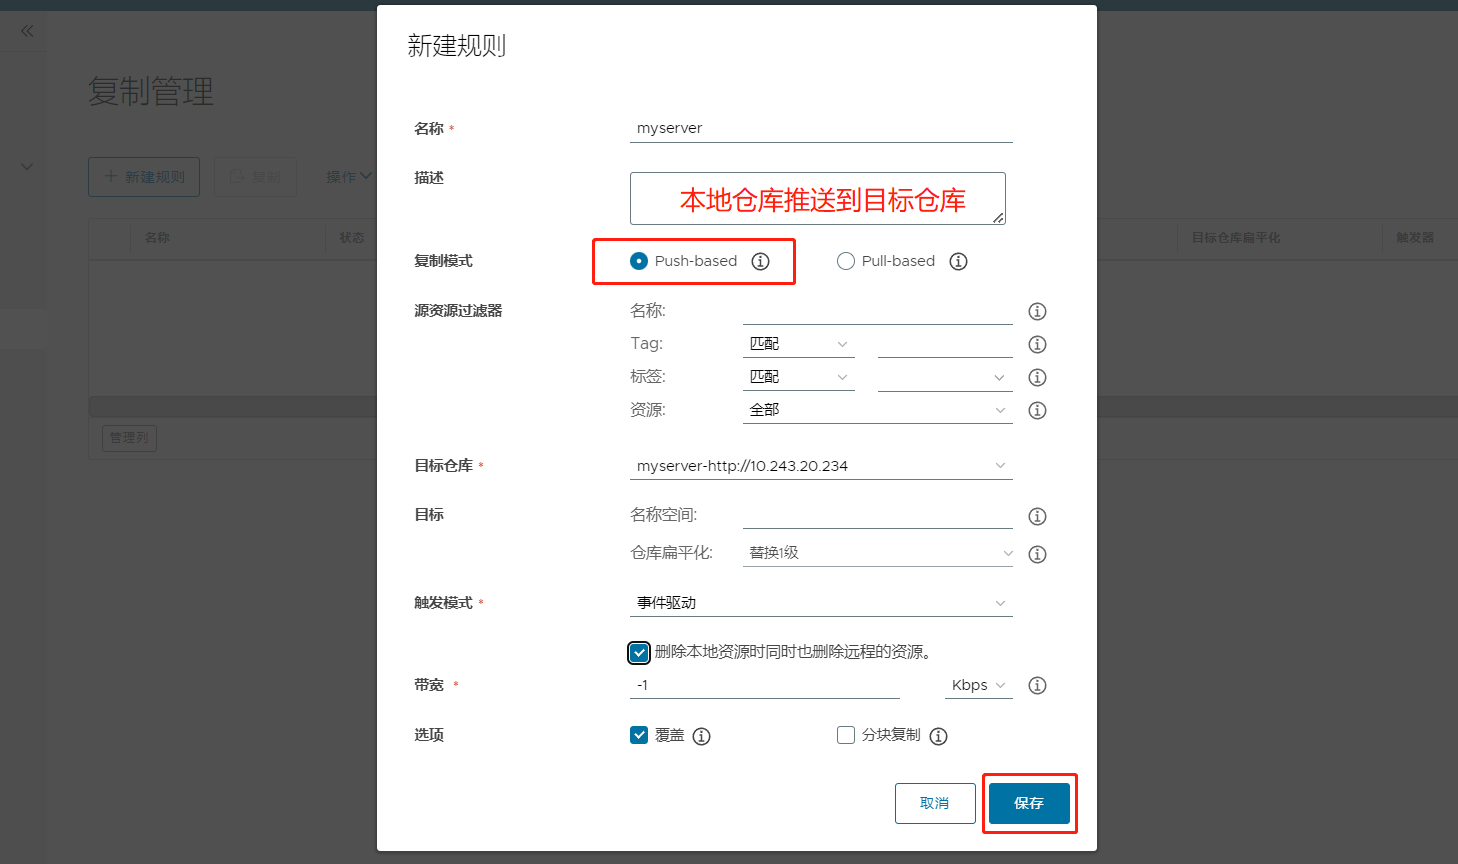 新建规则
复制管理
名称 *
myserver
新建规则
复制
操作
描述
本地仓库推送到目标仓库
名称
状态
目标仓库扁平化
触发器
复制模式
Push-based
Pull-based
源资源过滤器
名称:
Tag:
匹配
标签:
匹配
资源:
全部
管理列
目标仓库 *
myserver-http://10.243.20.234
目标
名称空间:
仓库扁平化:
替换1级
触发模式 *
事件驱动
删除本地资源时同时也删除远程的资源。
带宽 *
-1
Kbps
选项
覆盖
分块复制
取消
保存